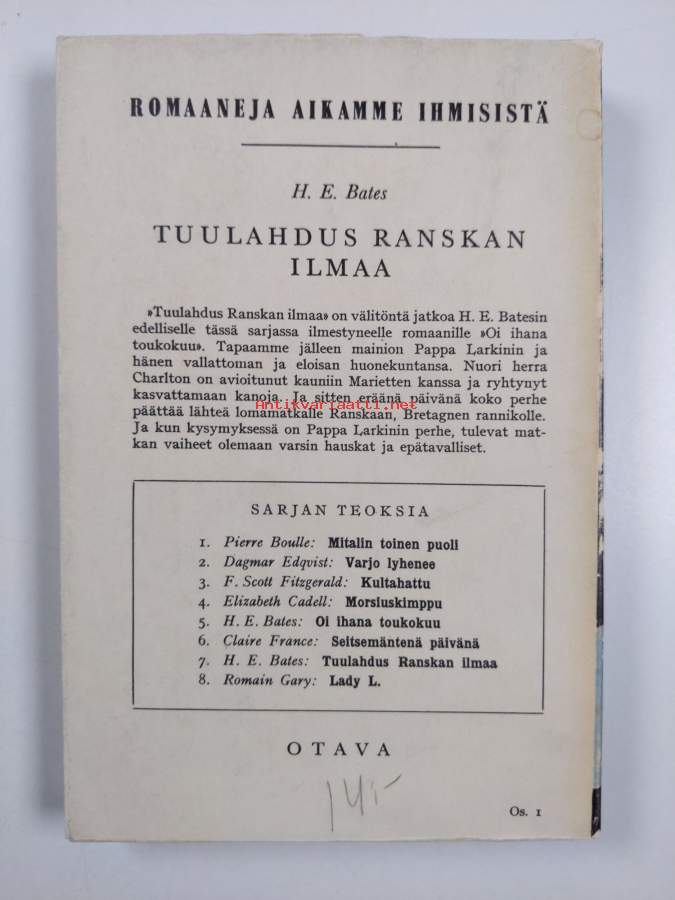 ROMAANEJA AIKAMME IHMISISTÄ
H. E. Bates
TUULAHDUS RANSKAN
ILMAA
»Tuulahdus Ranskan ilmaa» on välitöntä jatkoa H. E. Batesin
edelliselle tässä sarjassa ilmestyneelle romaanille »Oi ihana
toukokuu». Tapaamme jälleen mainion Pappa Larkinin ja
hänen vallattoman ja eloisan huonekuntansa. Nuori herra
Charlton on avioitunut kauniin Marietten kanssa ja ryhtynyt
kasvattamaan kanoja. Ja sitten eräänä päivänä koko perhe
Antikvariaatti.net
päättää lähteä lomamatkalle Ranskaan, Bretagnen rannikolle.
Ja kun kysymyksessä on Pappa Larkinin perhe, tulevat mat-
kan vaiheet olemaan varsin hauskat ja epätavalliset.
SARJAN TEOKSIA
1. Pierre Boulle: Mitalin toinen puoli
2. Dagmar Edqvist: Varjo lyhenee
3. F. Scott Fitzgerald: Kultahattu
4. Elizabeth Cadell: Morsiuskimppu
5. H. E. Bates: Oi ihana toukokuu
6. Claire France: Seitsemäntenä päivänä
7. H. E. Bates: Tuulahdus Ranskan ilmaa
8. Romain Gary: Lady L.
OTAVA
14,-
Os. 1